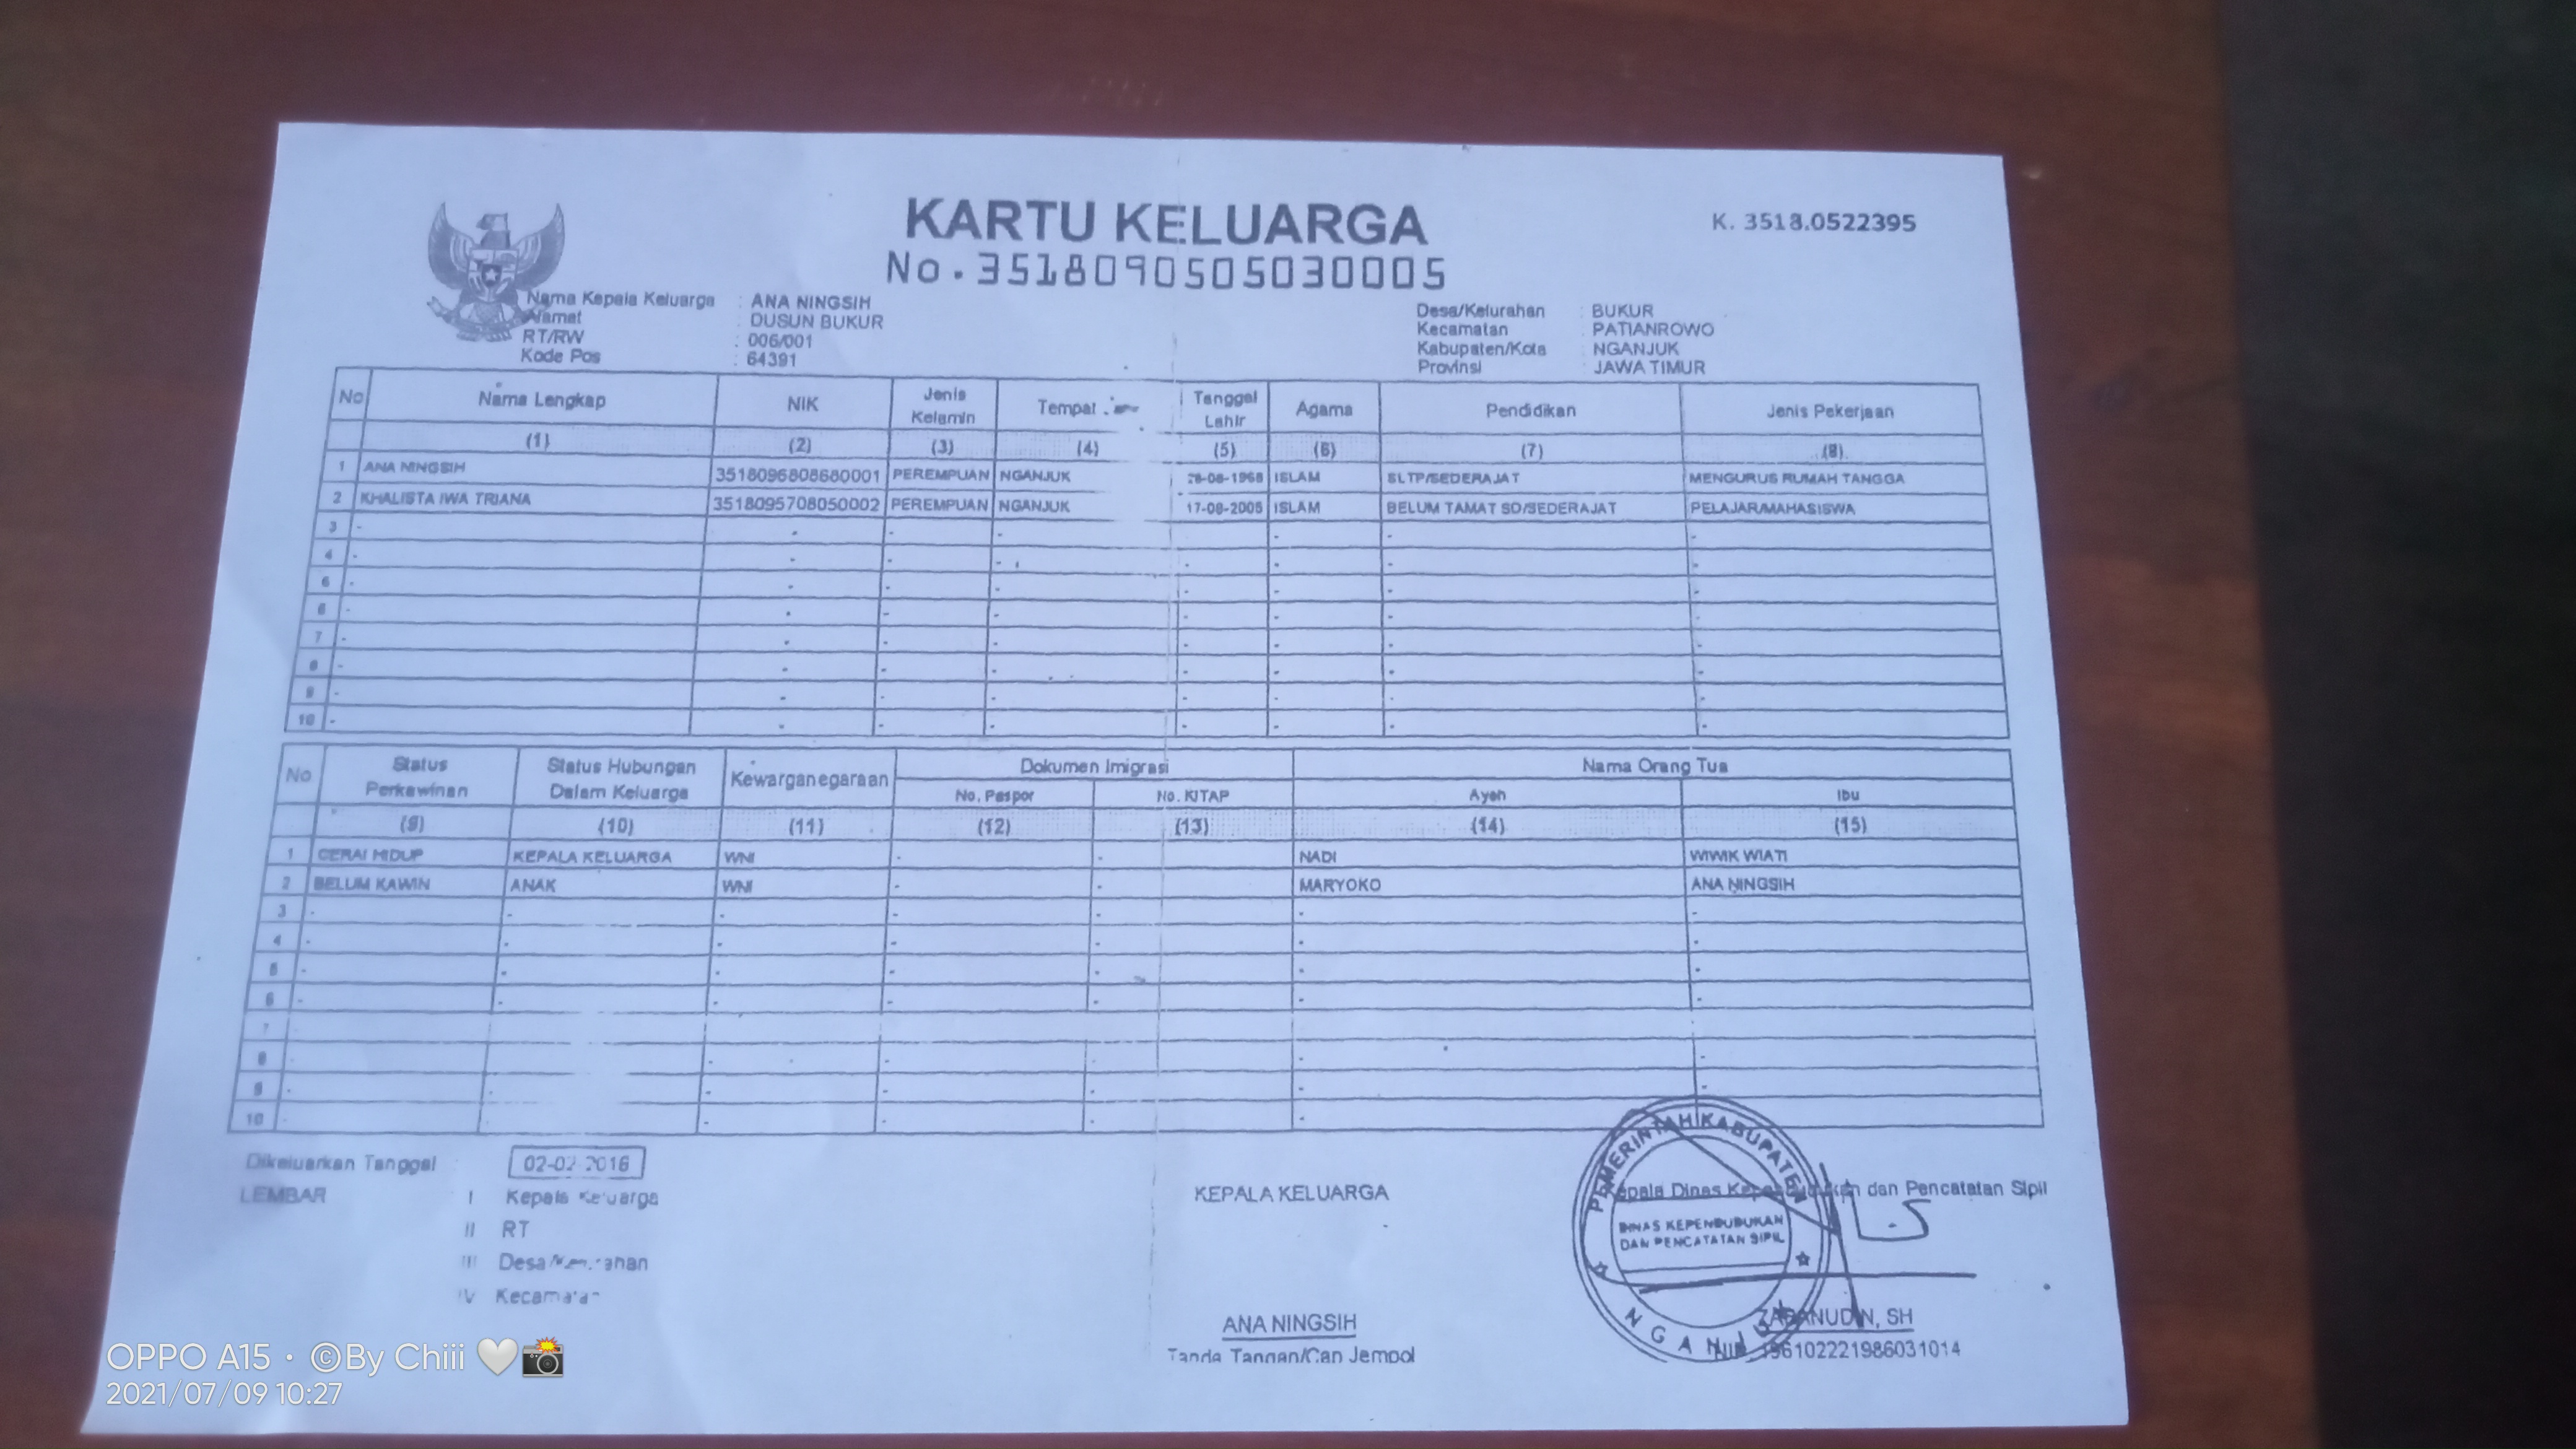 KARTU KELUARGA
K. 3518.0522395
No. 3518090505030005
Nama Kepala Keluarga : ANA NINGSIH
Alamat : DUSUN BUKUR
RT/RW : 006/001
Kode Pos : 64391
Desa/Kelurahan : BUKUR
Kecamatan : PATIANROWO
Kabupaten/Kota : NGANJUK
Provinsi : JAWA TIMUR
No Nama Lengkap NIK Jenis Kelamin Tempat Tanggal Lahir Agama Pendidikan Jenis Pekerjaan
(1) (2) (3) (4) (5) (6) (7) (8)
1 ANA NINGSIH 3518096808680001 PEREMPUAN NGANJUK 28-08-1968 ISLAM SLTP/SEDERAJAT MENGURUS RUMAH TANGGA
2 KHALISTA IWA TRIANA 3518095708050002 PEREMPUAN NGANJUK 17-08-2005 ISLAM BELUM TAMAT SD/SEDERAJAT PELAJAR/MAHASISWA
3 - - - - - - -
4 - - - - - - - -
5 - - - - - - - -
6 - - - - - - - -
7 - - - - - - - -
8 - - - - - - - -
9 - - - - - - - -
10 - - - - - - - -
No Status Perkawinan Status Hubungan Dalam Keluarga Kewarganegaraan Dokumen Imigrasi Nama Orang Tua
No. Paspor No. KITAP Ayah Ibu
(9) (10) (11) (12) (13) (14) (15)
1 CERAI HIDUP KEPALA KELUARGA WNI - - NADI WIWIK WIATI
2 BELUM KAWIN ANAK WNI - - MARYOKO ANA NINGSIH
3 - - - - - - -
4 - - - - - - -
5 - - - - - - -
6 - - - - - - -
7
8 - - - - - -
9 - - - - - - -
10 - - - - -
Dikeluarkan Tanggal : 02-02-2016
LEMBAR I Kepala Keluarga
II RT
III Desa/
IV Kecamatan
KEPALA KELUARGA
ANA NINGSIH
Tanda Tangan/Cap Jempol
Kepala Dinas Kependudukan dan Pencatatan Sipil
PEMERINTAH KABUPATEN
DINAS KEPENDUDUKAN
DAN PENCATATAN SIPIL
NGANJUK
SH
NIP. 196102221986031014
OPPO A15 · ©By Chiii 🤍📸
2021/07/09 10:27